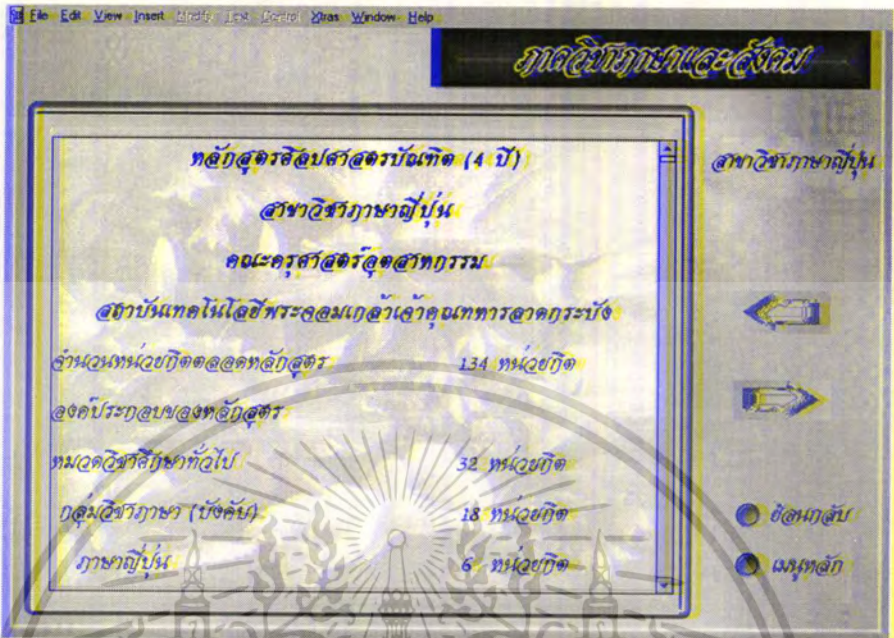 File Edit View Insert Modify Text Control Xtras Window Help
ภาควิชาภาษาและสังคม
หลักสูตรศิลปศาสตรบัณฑิต (4 ปี)
สาขาวิชาภาษาญี่ปุ่น
สาขาวิชาภาษาญี่ปุ่น
คณะครุศาสตร์อุตสาหกรรม
สถาบันเทคโนโลยีพระจอมเกล้าเจ้าคุณทหารลาดกระบัง
จำนวนหน่วยกิตตลอดหลักสูตร 134 หน่วยกิต
องค์ประกอบของหลักสูตร
หมวดวิชาศึกษาทั่วไป 32 หน่วยกิต
กลุ่มวิชาภาษา (บังคับ) 18 หน่วยกิต
ย้อนกลับ
ภาษาญี่ปุ่น 6 หน่วยกิต
เมนูหลัก